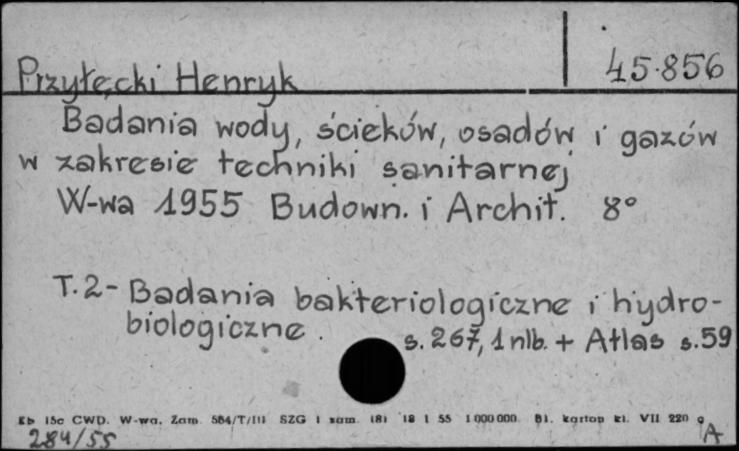 Przyłęcki Henryk
45.856
Badania wody, ścieków, osadów i gazów
w zakresie techniki sanitarnej
W-wa 1955 Budown. i Archit. 8°
T.2 - Badania bakteriologiczne i hydro-
biologiczne. s. 267, 1 nlb. + Atlas s. 59
Kb 15c CWD. W-wa, Zam. 584/T/III SZG 1 zam. 181 18 1 55 1 000 000. Bl. karton kl. VII 220 g
284/55
A